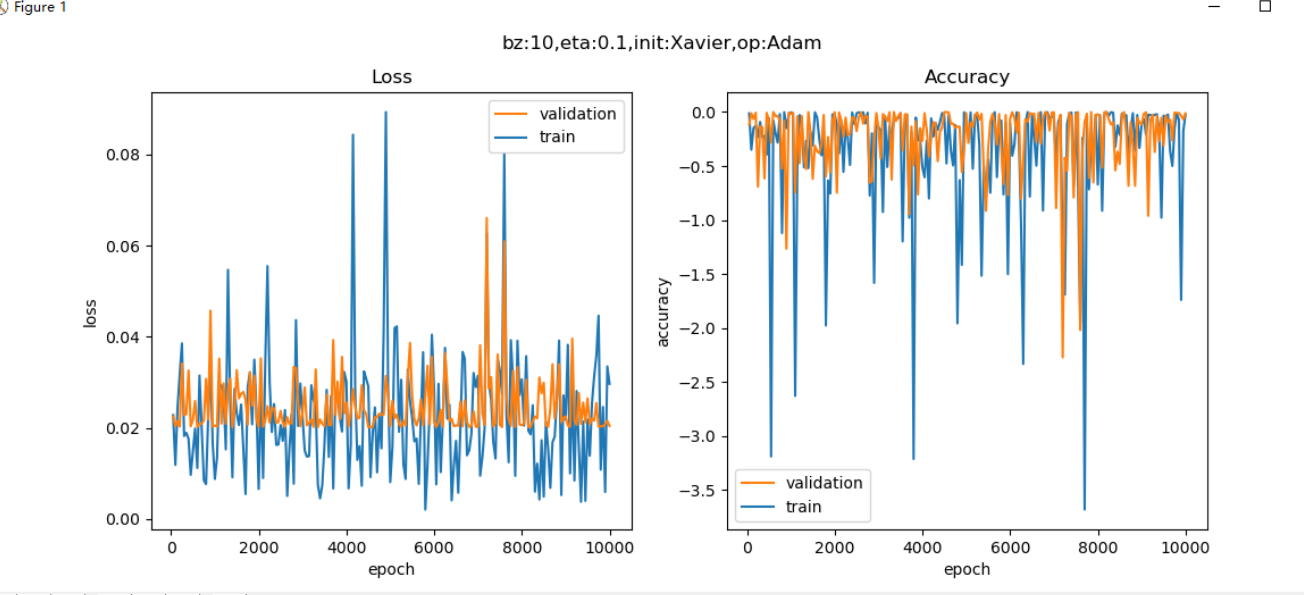 Figure 1
bz:10,eta:0.1,init:Xavier,op:Adam
Loss
validation
train
0.08
0.06
0.04
0.02
0.00
loss
0
2000
4000
6000
8000
10000
epoch
Accuracy
0.0
−0.5
−1.0
−1.5
−2.0
−2.5
−3.0
−3.5
accuracy
validation
train
0
2000
4000
6000
8000
10000
epoch